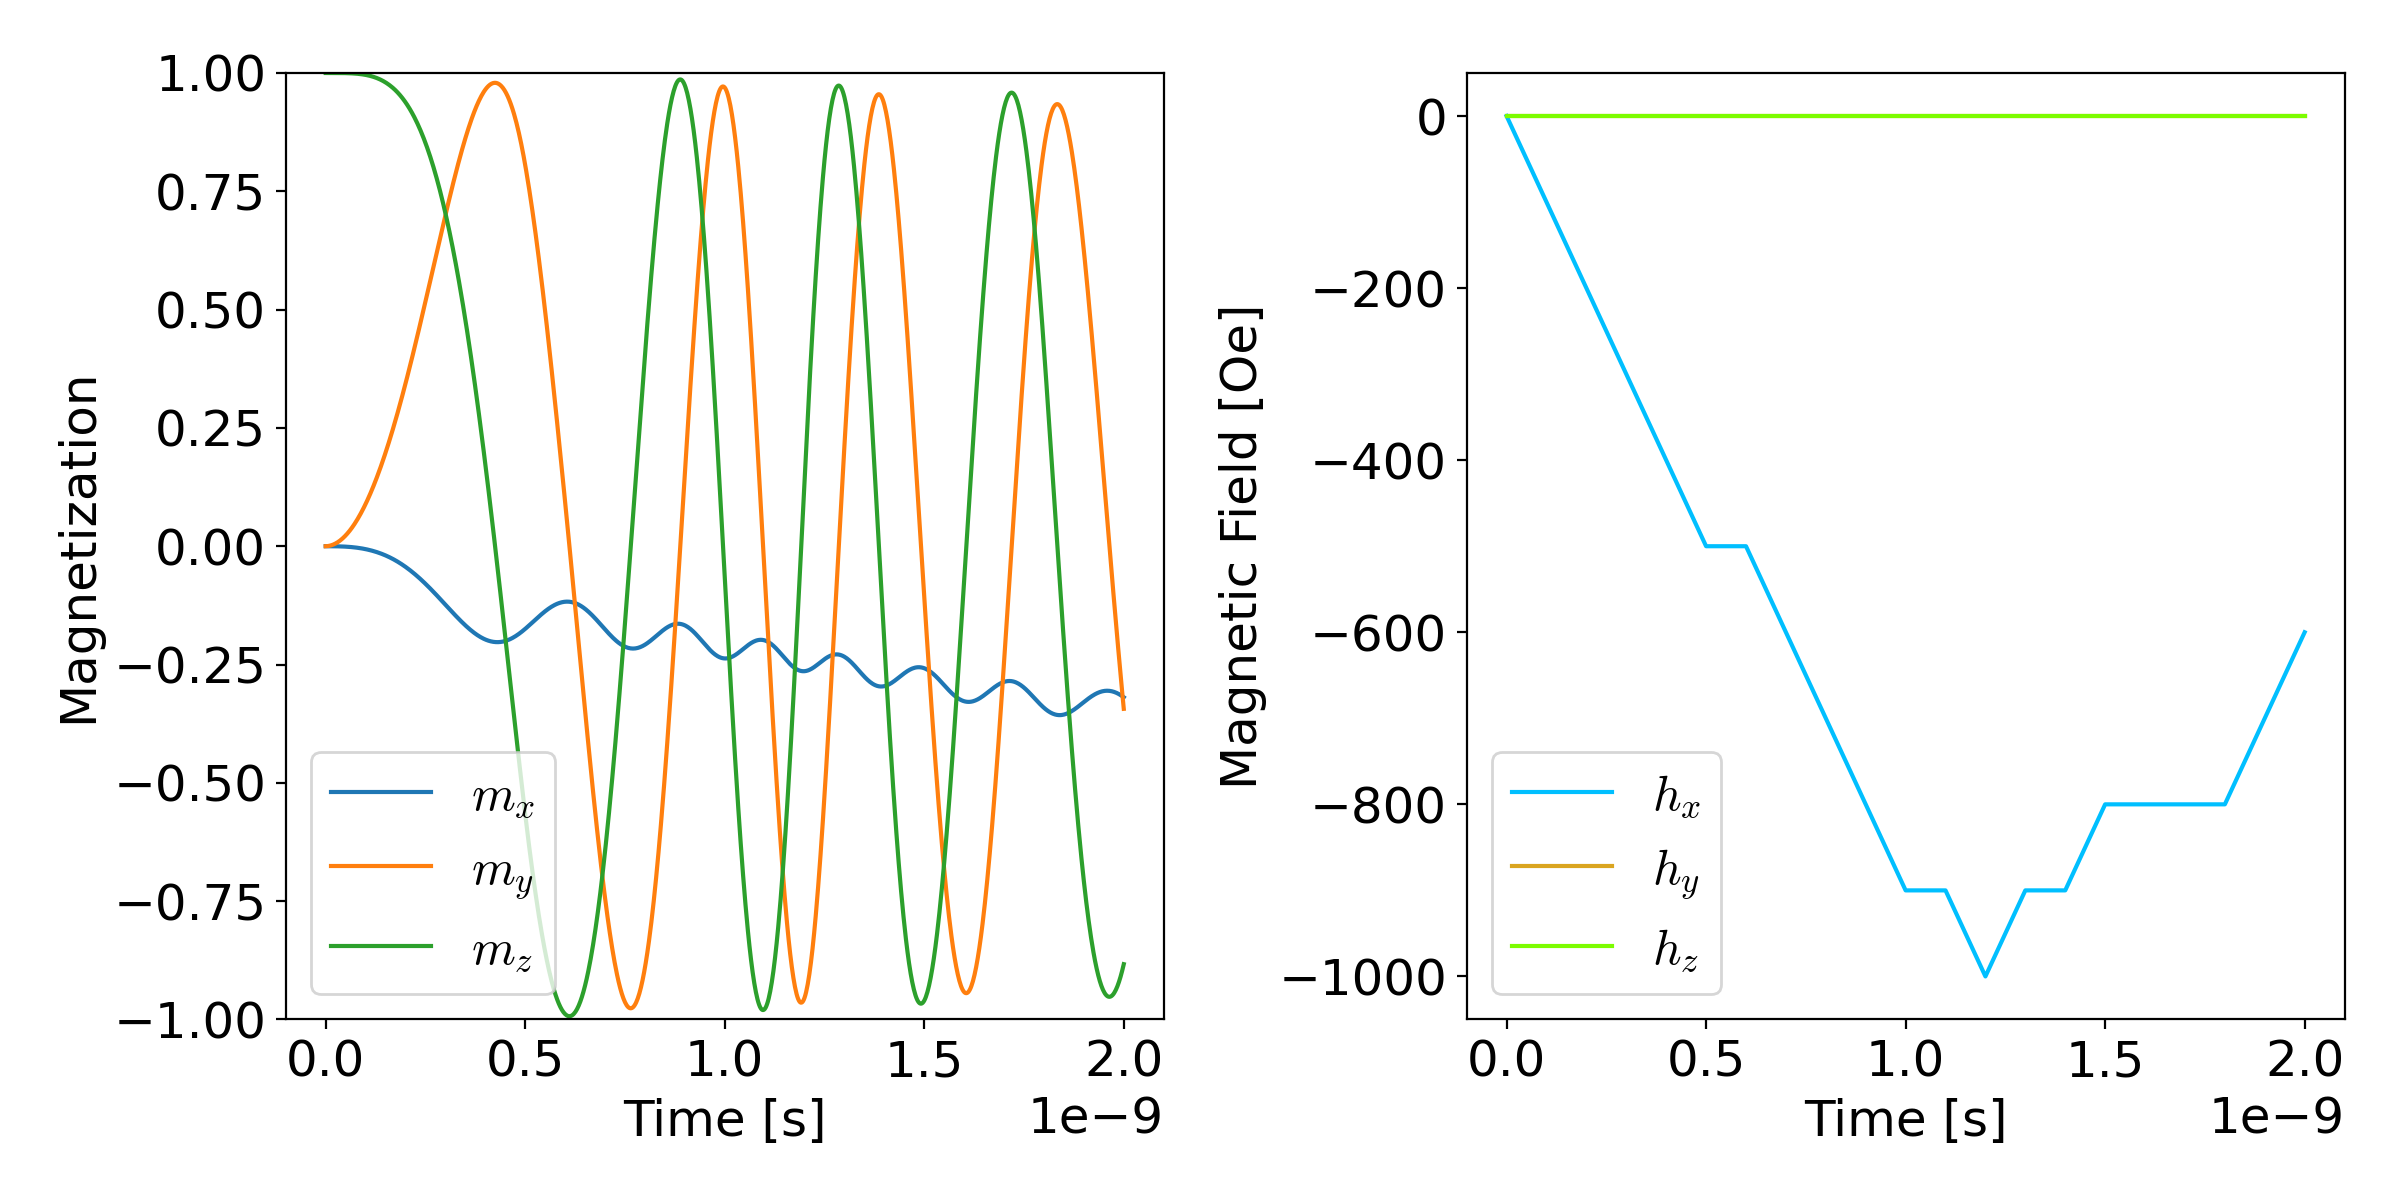 1.00
0.75
0.50
0.25
0.00
−0.25
−0.50
−0.75
−1.00
Magnetization
m_x
m_y
m_z
0.0 0.5 1.0 1.5 2.0
Time [s]
1e−9
0
−200
−400
−600
−800
−1000
Magnetic Field [Oe]
h_x
h_y
h_z
0.0 0.5 1.0 1.5 2.0
Time [s]
1e−9